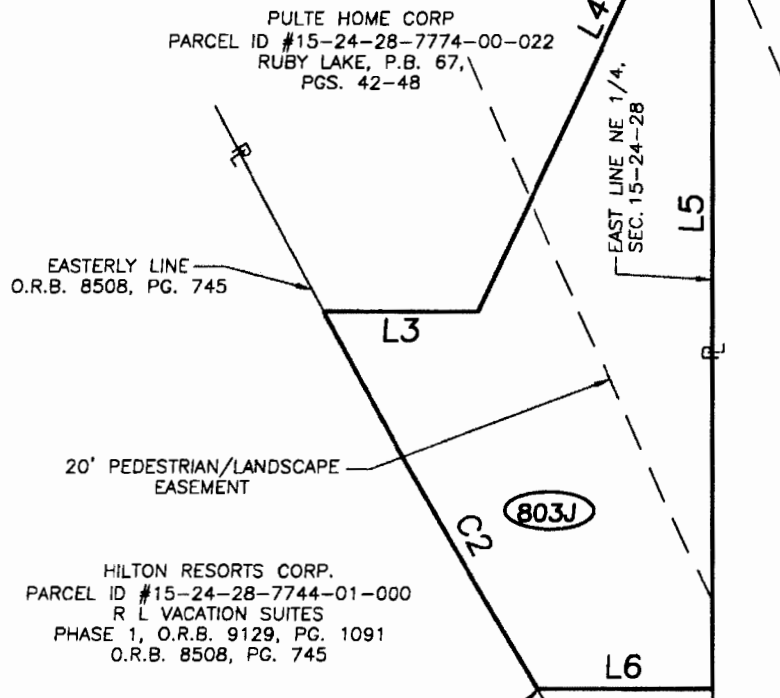 PULTE HOME CORP
PARCEL ID #15-24-28-7774-00-022
RUBY LAKE, P.B. 67,
PGS. 42-48
L4
EAST LINE NE 1/4,
SEC. 15-24-28
L5
PL
EASTERLY LINE
O.R.B. 8508, PG. 745
L3
PL
20' PEDESTRIAN/LANDSCAPE
EASEMENT
803J
C2
HILTON RESORTS CORP.
PARCEL ID #15-24-28-7744-01-000
R L VACATION SUITES
PHASE 1, O.R.B. 9129, PG. 1091
O.R.B. 8508, PG. 745
L6